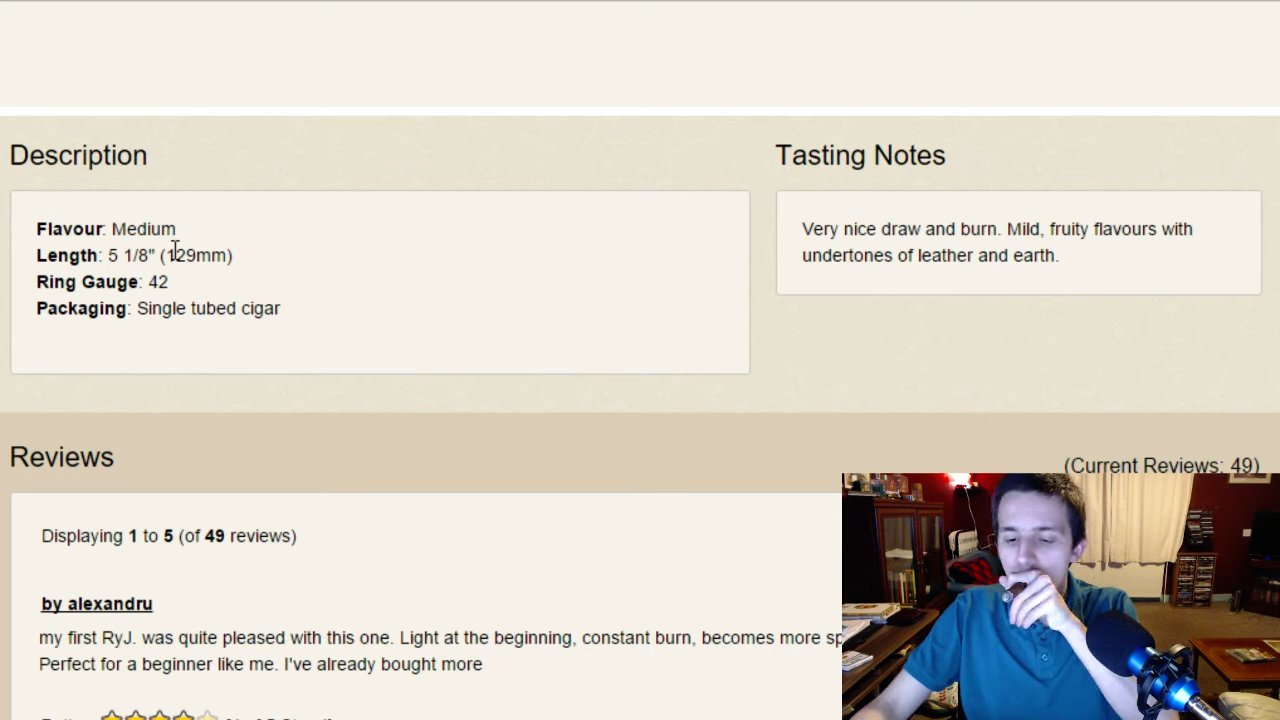 Description
Flavour: Medium
Length: 5 1/8" (129mm)
Ring Gauge: 42
Packaging: Single tubed cigar
Tasting Notes
Very nice draw and burn. Mild, fruity flavours with
undertones of leather and earth.
Reviews
(Current Reviews: 49)
Displaying 1 to 5 (of 49 reviews)
by alexandru
my first RyJ. was quite pleased with this one. Light at the beginning, constant burn, becomes more
Perfect for a beginner like me. I've already bought more